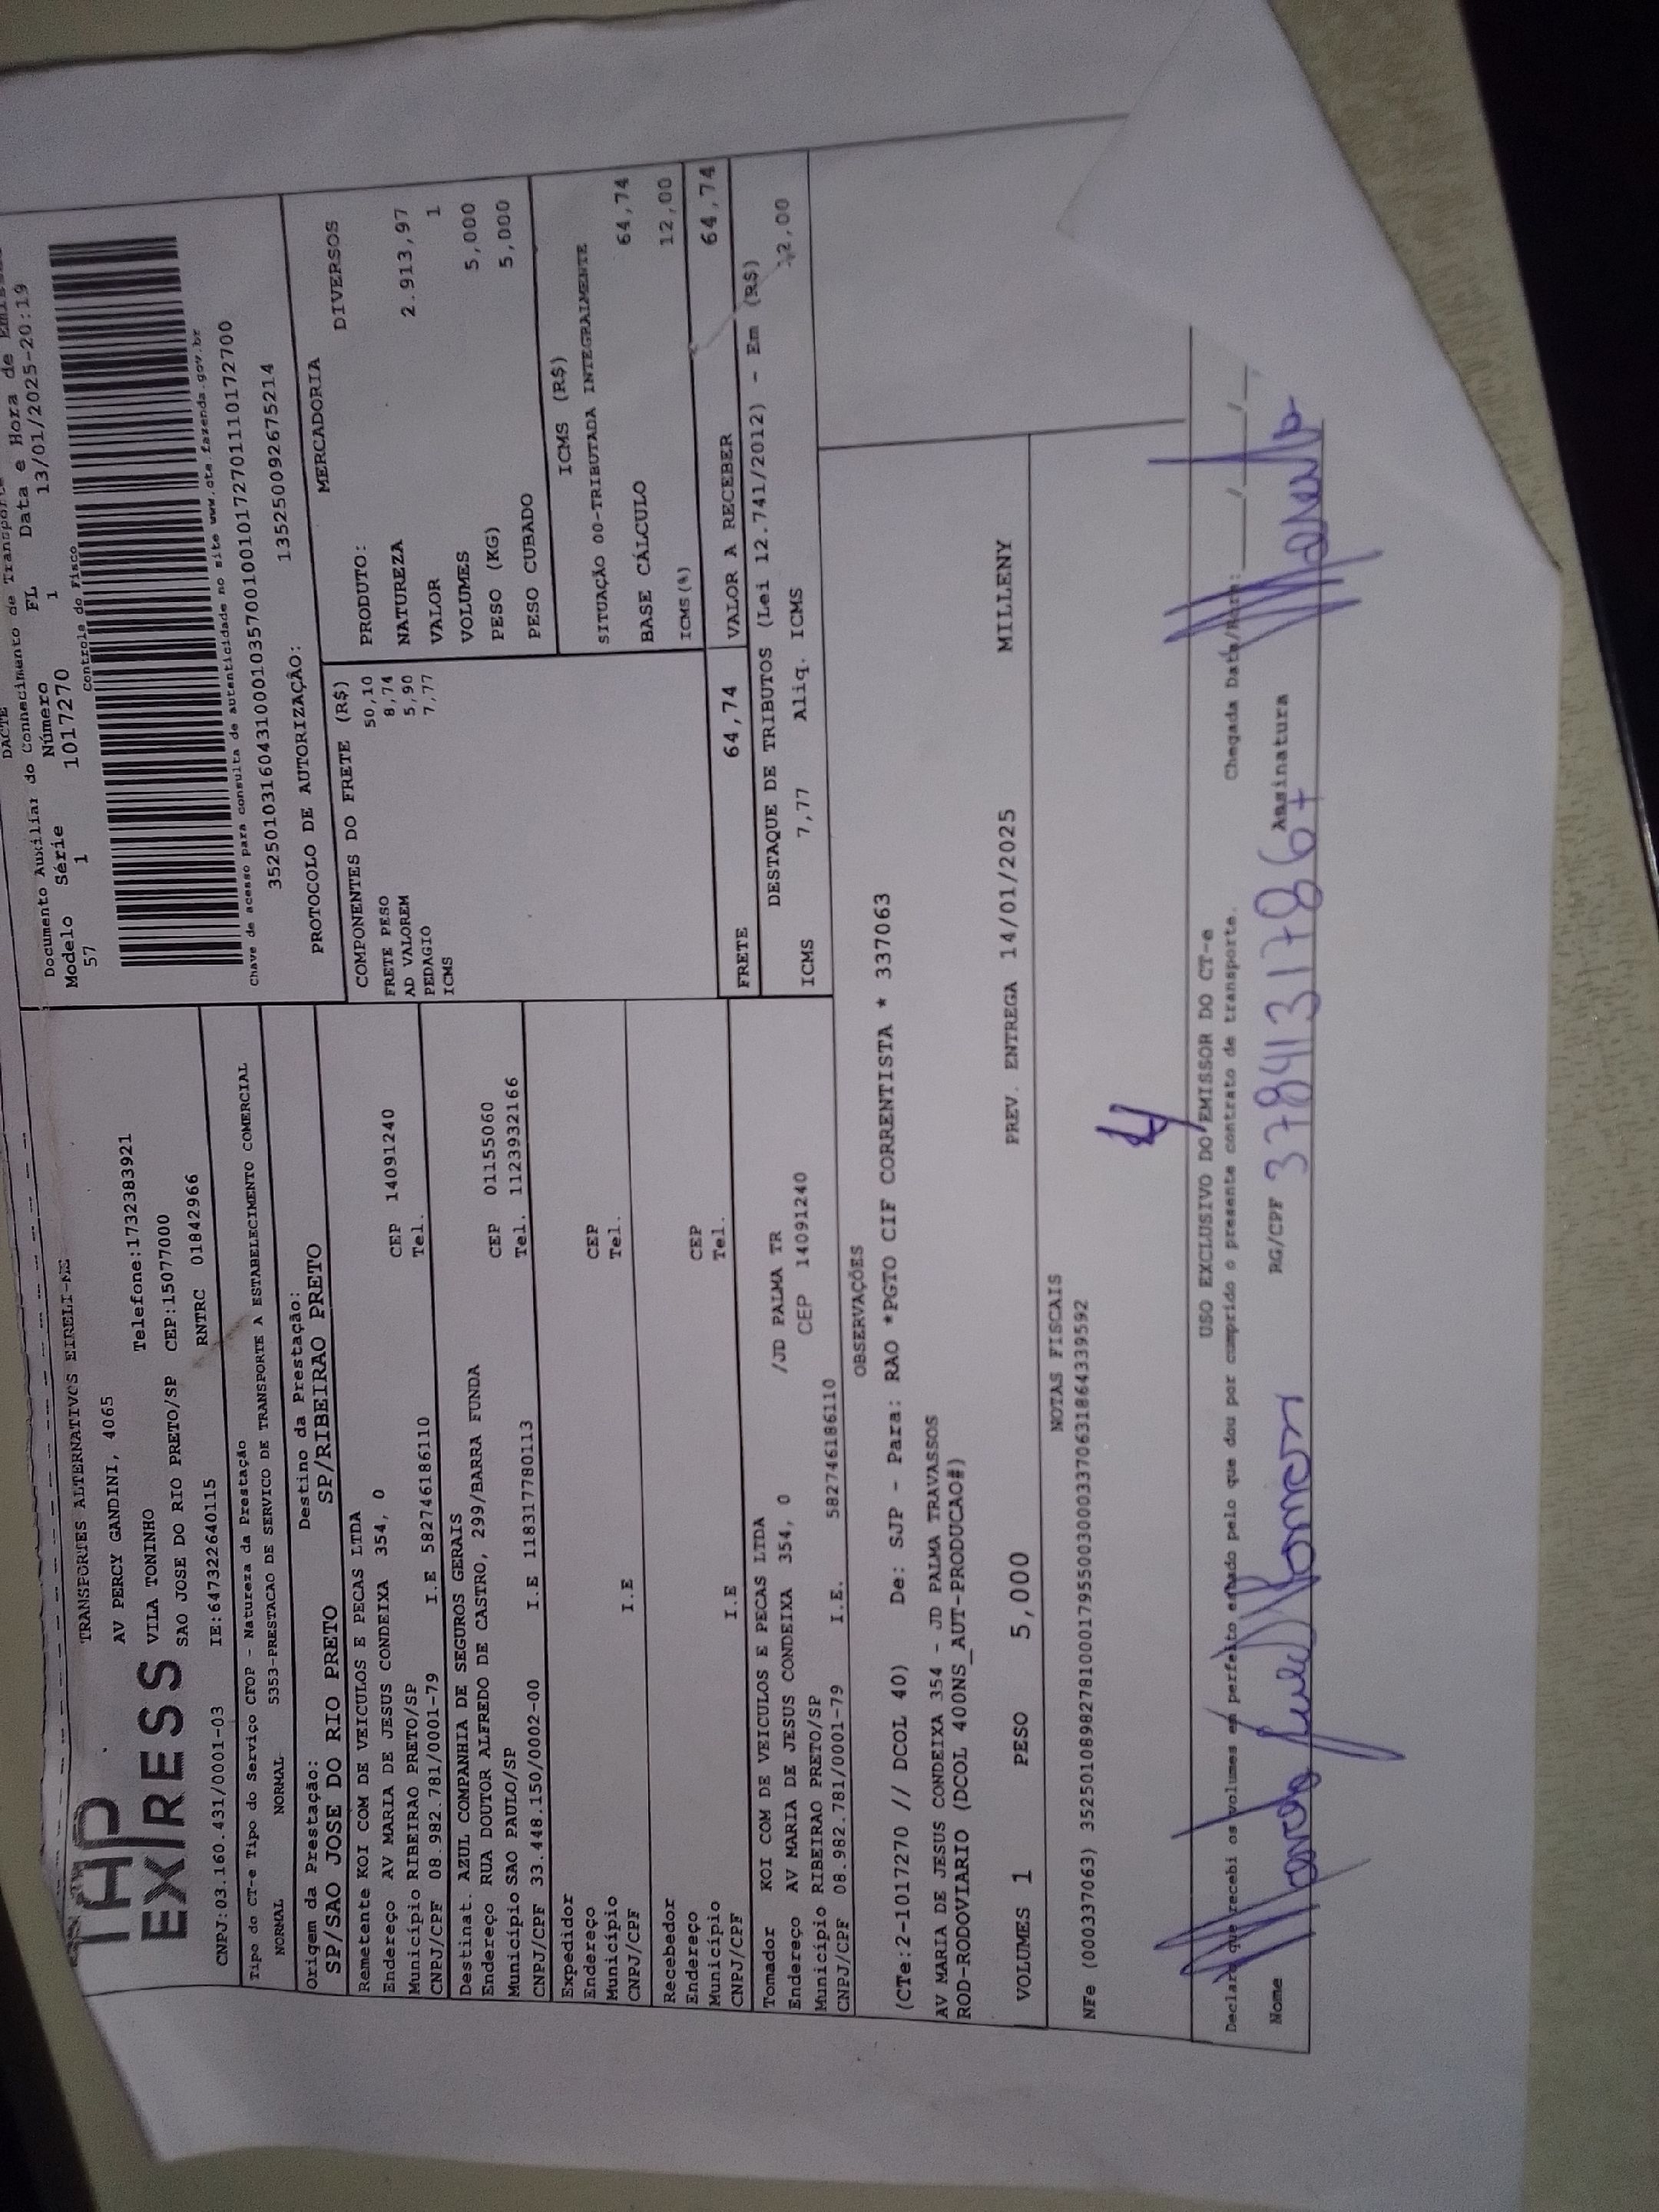 TAP
EXPRESS
TRANSPORTES ALTERNATIVOS EIRELI-ME
AV PERCY GANDINI, 4065
VILA TONINHO Telefone:1732383921
SAO JOSE DO RIO PRETO/SP CEP:15077000
CNPJ:03.160.431/0001-03 IE:647322640115 RNTRC 01842966
Tipo do CT-e Tipo do Serviço CFOP - Natureza da Prestação
NORMAL NORMAL 5353-PRESTACAO DE SERVICO DE TRANSPORTE A ESTABELECIMENTO COMERCIAL
Origem da Prestação: Destino da Prestação:
SP/SAO JOSE DO RIO PRETO SP/RIBEIRAO PRETO
Remetente KOI COM DE VEICULOS E PECAS LTDA
Endereço AV MARIA DE JESUS CONDEIXA 354, 0
Município RIBEIRAO PRETO/SP CEP 14091240
CNPJ/CPF 08.982.781/0001-79 I.E 582746186110 Tel.
Destinat. AZUL COMPANHIA DE SEGUROS GERAIS
Endereço RUA DOUTOR ALFREDO DE CASTRO, 299/BARRA FUNDA
Município SAO PAULO/SP CEP 01155060
CNPJ/CPF 33.448.150/0002-00 I.E 118317780113 Tel. 1123932166
Expedidor
Endereço
Município CEP
CNPJ/CPF I.E Tel.
Recebedor
Endereço
Município CEP
CNPJ/CPF I.E Tel.
Tomador KOI COM DE VEICULOS E PECAS LTDA
Endereço AV MARIA DE JESUS CONDEIXA 354, 0 /JD PALMA TR
Município RIBEIRAO PRETO/SP CEP 14091240
CNPJ/CPF 08.982.781/0001-79 I.E. 582746186110
DACTE
Documento Auxiliar do Conhecimento de Transporte
Modelo Série Número FL Data e Hora de
57 1 1017270 1 13/01/2025-20:19
Controle do Fisco
Chave de acesso para consulta de autenticidade no site www.cte.fazenda.gov.br
35250103160431000103570010010172701110172700
PROTOCOLO DE AUTORIZAÇÃO: 135250092675214
COMPONENTES DO FRETE (R$)
FRETE PESO 50,10
AD VALOREM 8,74
PEDAGIO 5,90
ICMS 7,77
MERCADORIA
PRODUTO: DIVERSOS
NATUREZA
VALOR 2.913,97
VOLUMES 1
PESO (KG) 5,000
PESO CUBADO 5,000
ICMS (R$)
SITUAÇÃO 00-TRIBUTADA INTEGRALMENTE
BASE CÁLCULO 64,74
ICMS(%) 12,00
FRETE 64,74 VALOR A RECEBER 64,74
DESTAQUE DE TRIBUTOS (Lei 12.741/2012) - Em (R$)
ICMS 7,77 Aliq. ICMS 12,00
OBSERVAÇÕES
(CTe:2-1017270 // DCOL 40) De: SJP - Para: RAO *PGTO CIF CORRENTISTA * 337063
AV MARIA DE JESUS CONDEIXA 354 - JD PALMA TRAVASSOS
ROD-RODOVIARIO (DCOL 400NS_AUT-PRODUCAO#)
VOLUMES 1 PESO 5,000 PREV. ENTREGA 14/01/2025 MILLENY
NOTAS FISCAIS
NFe (000337063) 35250108982781000179550030003370631864339592
USO EXCLUSIVO DO EMISSOR DO CT-e
Declaro que recebi os volumes em perfeito estado pelo que dou por cumprido o presente contrato de transporte. Chegada Data/Hora: ____/____/__
Nome RG/CPF Assinatura